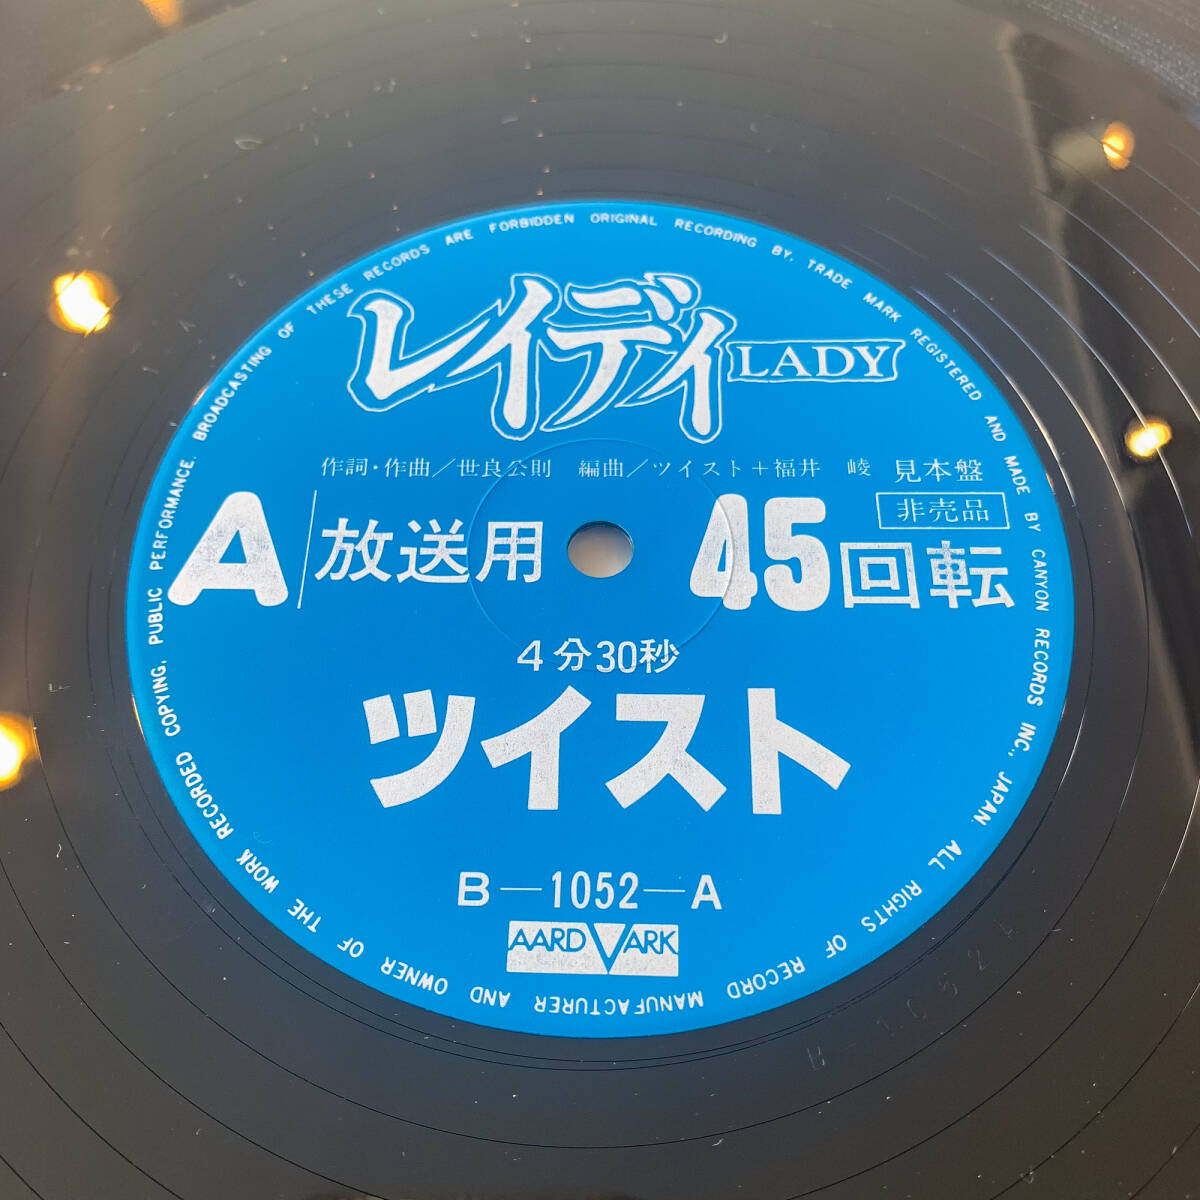 レイディ LADY
作詞・作曲／世良公則 編曲／ツイスト＋福井 崚 見本盤
非売品
A／放送用 45回転
4分30秒
ツイスト
B—1052—A
AARDVARK
MANUFACTURER AND OWNER OF THE WORK RECORDED COPYING, PUBLIC PERFORMANCE, BROADCASTING OF THESE RECORDS ARE FORBIDDEN ORIGINAL RECORDING BY, TRADE MARK REGISTERED AND MADE BY CANYON RECORDS INC., JAPAN. ALL RIGHTS OF RECORD